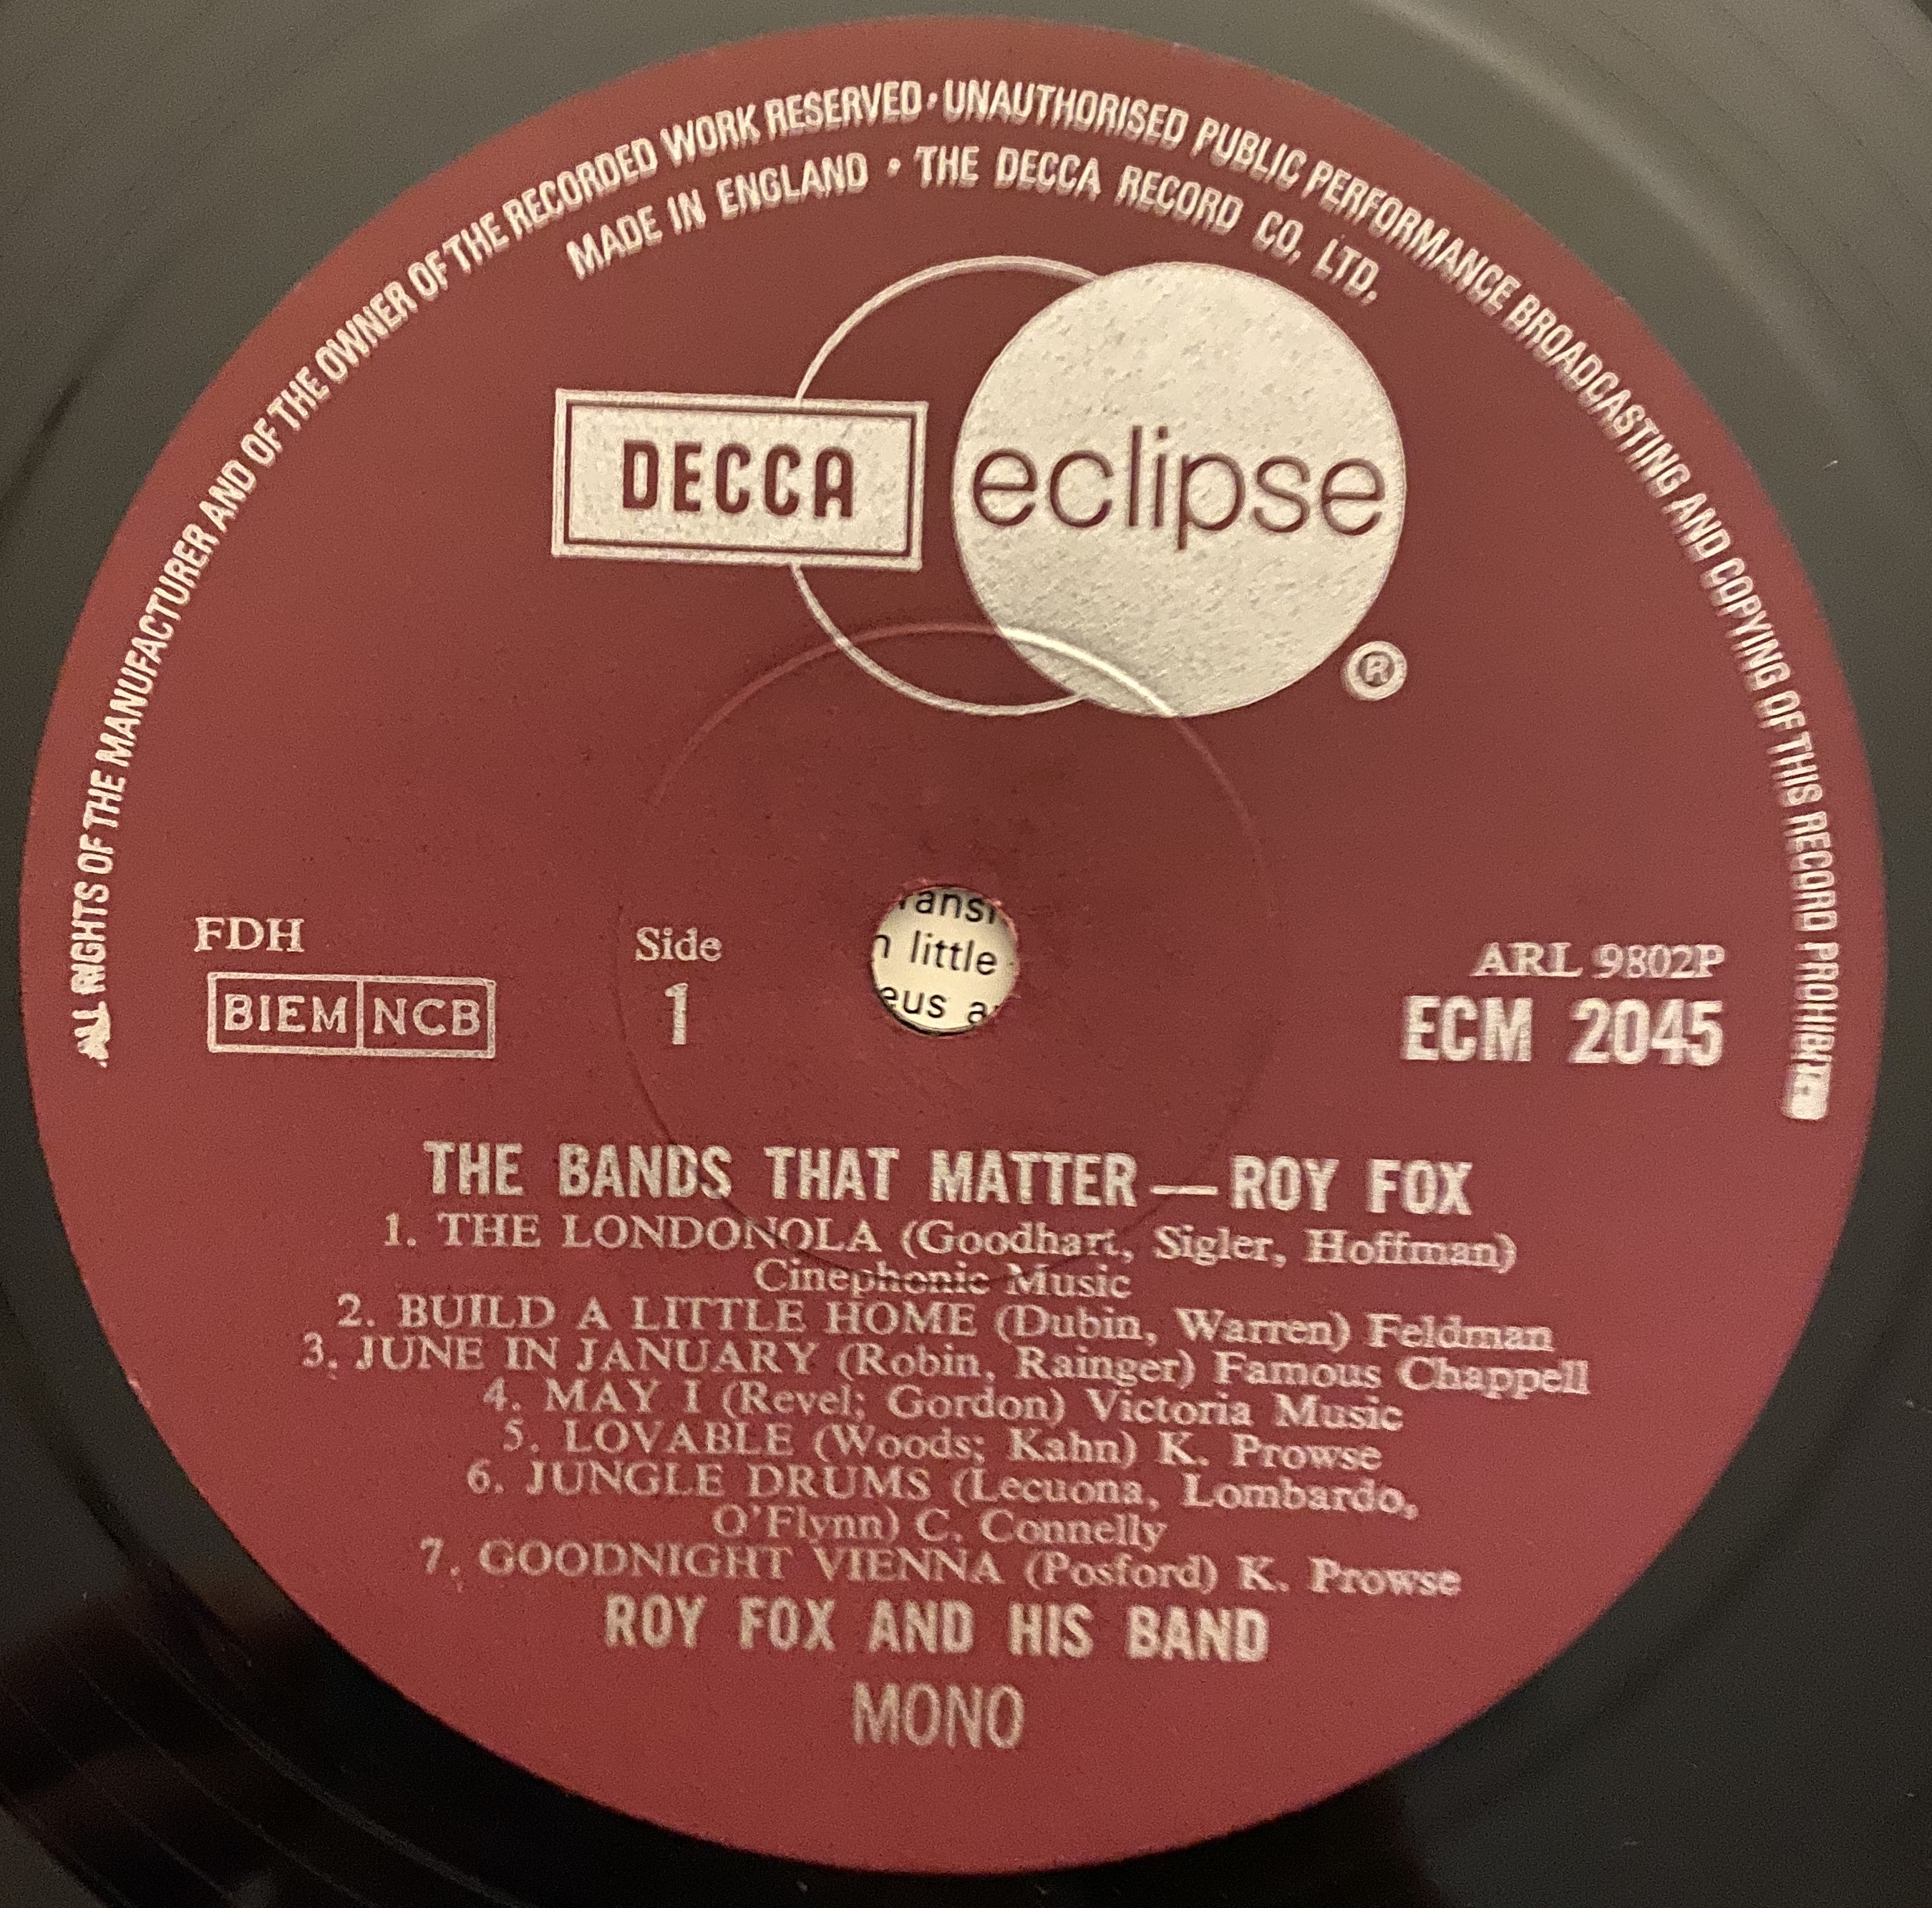 ALL RIGHTS OF THE MANUFACTURER AND OF THE OWNER OF THE RECORDED WORK RESERVED · UNAUTHORISED PUBLIC PERFORMANCE BROADCASTING AND COPYING OF THIS RECORD PROHIBITED
MADE IN ENGLAND · THE DECCA RECORD CO. LTD.
DECCA eclipse
®
FDH
BIEM NCB
Side
1
little
ARL 9802P
ECM 2045
THE BANDS THAT MATTER — ROY FOX
1. THE LONDONOLA (Goodhart, Sigler, Hoffman)
Cinephonic Music
2. BUILD A LITTLE HOME (Dubin, Warren) Feldman
3. JUNE IN JANUARY (Robin, Rainger) Famous Chappell
4. MAY I (Revel; Gordon) Victoria Music
5. LOVABLE (Woods; Kahn) K. Prowse
6. JUNGLE DRUMS (Lecuona, Lombardo,
O'Flynn) C. Connelly
7. GOODNIGHT VIENNA (Posford) K. Prowse
ROY FOX AND HIS BAND
MONO